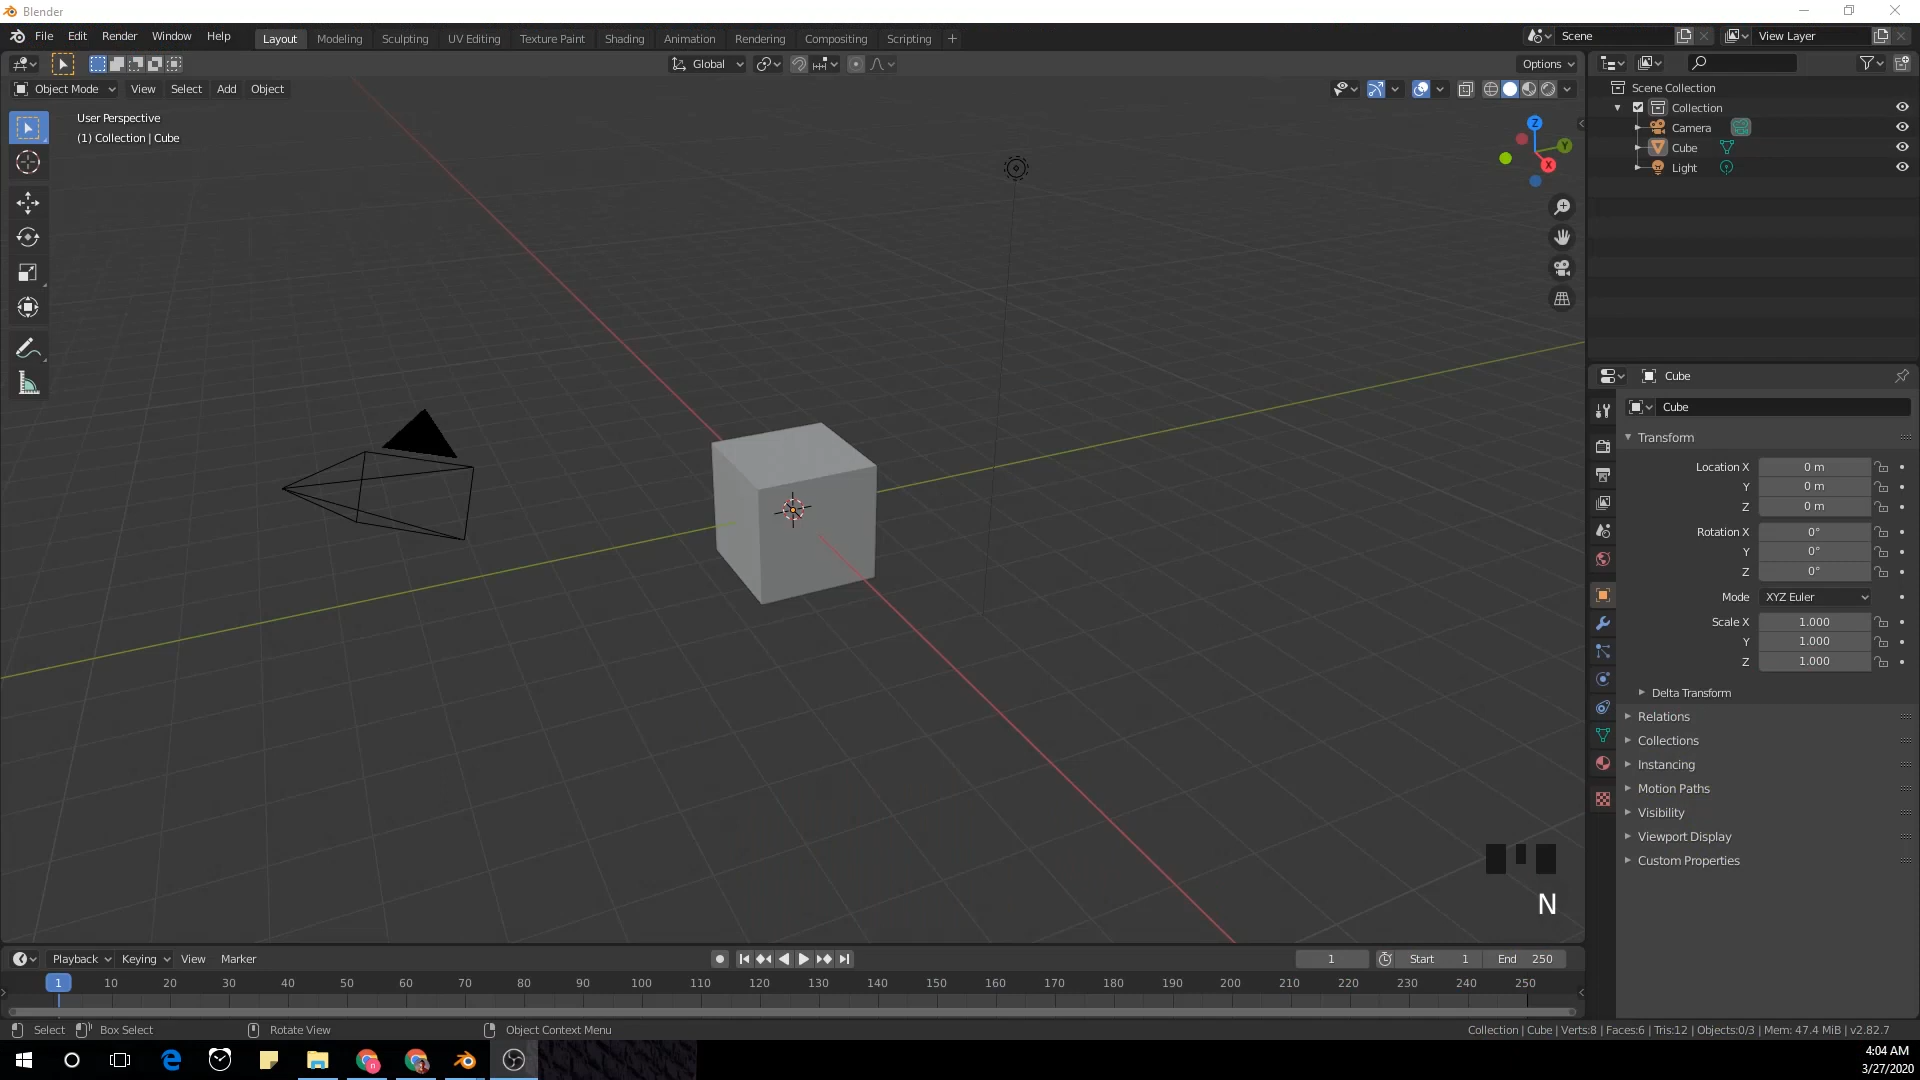 Blender
File Edit Render Window Help Layout Modeling Sculpting UV Editing Texture Paint Shading Animation Rendering Compositing Scripting + Scene View Layer
Global Options
Object Mode View Select Add Object
User Perspective
(1) Collection | Cube
Z
Y
X
Scene Collection
Collection
Camera
Cube
Light
Cube
Cube
Transform
Location X 0 m
Y 0 m
Z 0 m
Rotation X 0°
Y 0°
Z 0°
Mode XYZ Euler
Scale X 1.000
Y 1.000
Z 1.000
Delta Transform
Relations
Collections
Instancing
Motion Paths
Visibility
Viewport Display
Custom Properties
N
Playback Keying View Marker 1 Start 1 End 250
1 10 20 30 40 50 60 70 80 90 100 110 120 130 140 150 160 170 180 190 200 210 220 230 240 250
Select Box Select Rotate View Object Context Menu Collection | Cube | Verts:8 | Faces:6 | Tris:12 | Objects:0/3 | Mem: 47.4 MiB | v2.82.7
4:04 AM
3/27/2020